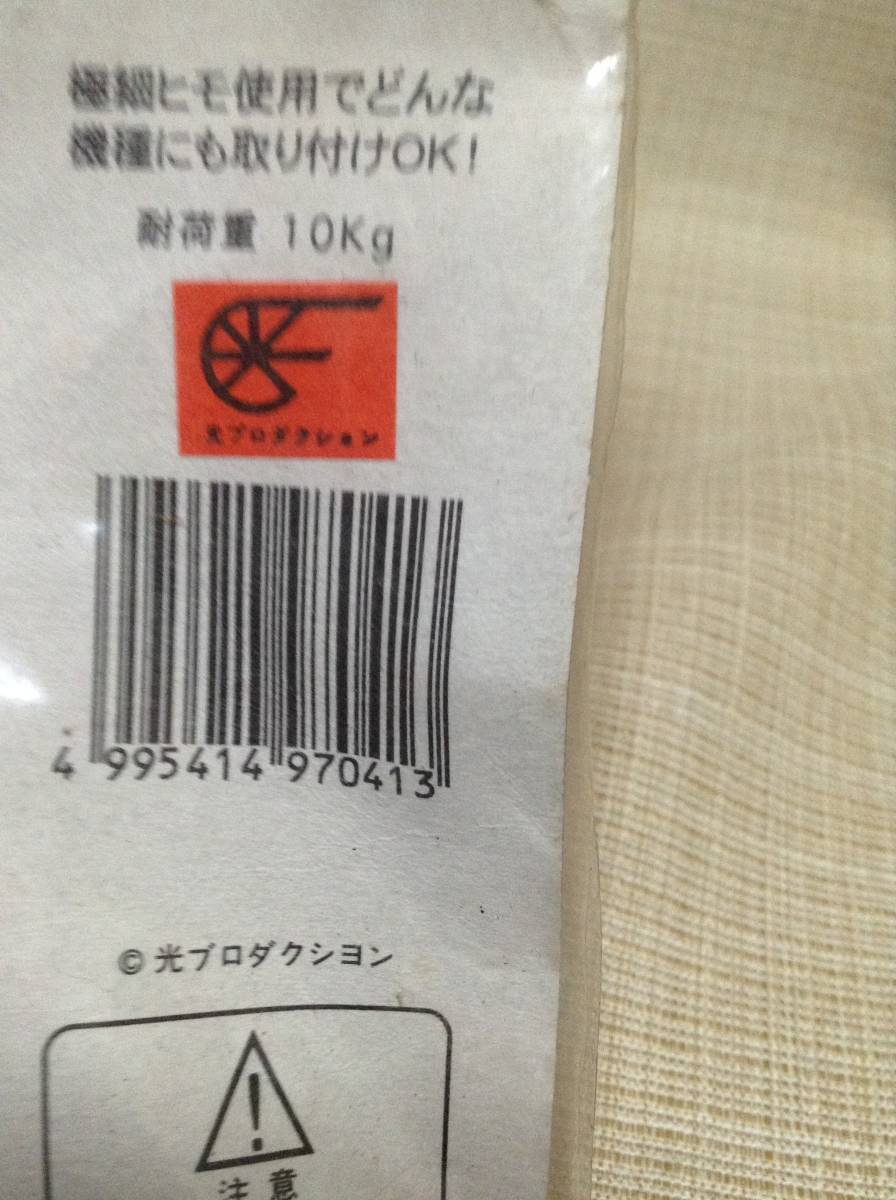 極細ヒモ使用でどんな
機種にも取り付けOK!
耐荷重 10Kg
光プロダクション
4 995414 970413
© 光プロダクシヨン
注意